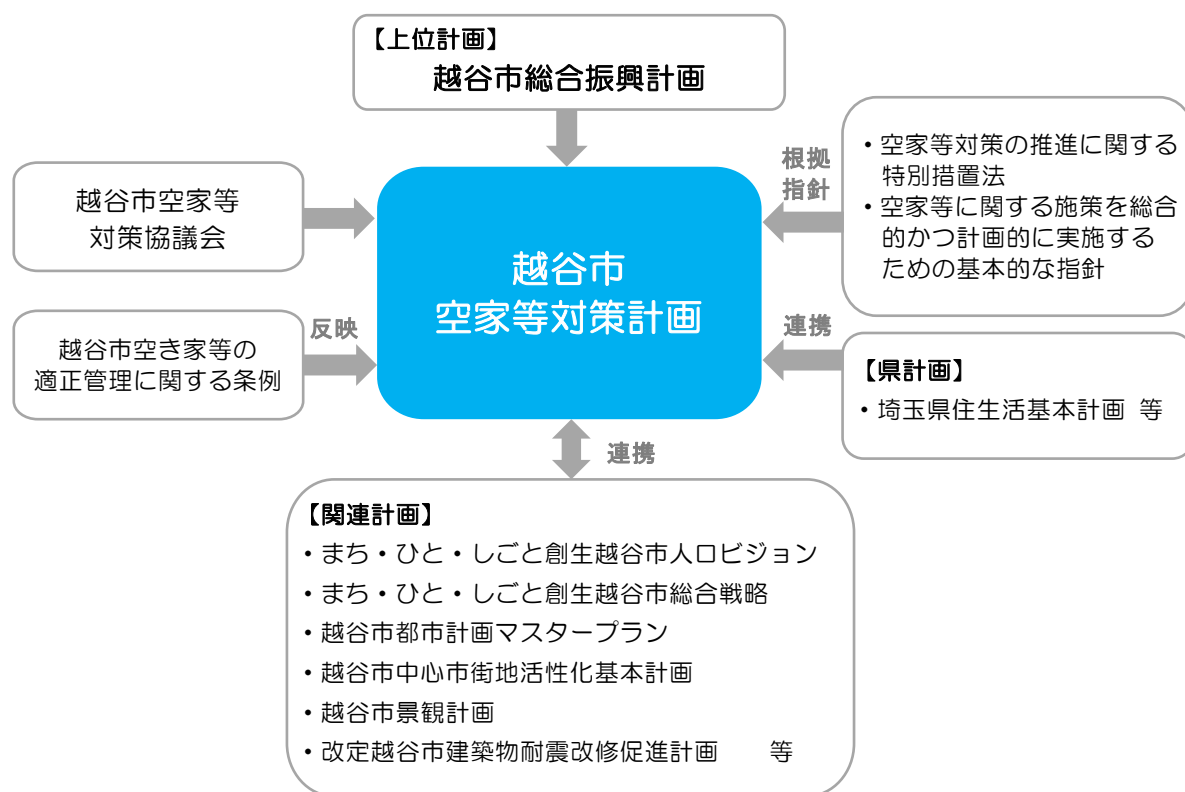 【上位計画】
越谷市総合振興計画
越谷市空家等
対策協議会
根拠
指針
・空家等対策の推進に関する
特別措置法
・空家等に関する施策を総合
的かつ計画的に実施する
ための基本的な指針
越谷市
空家等対策計画
越谷市空き家等の
適正管理に関する条例
反映
連携
【県計画】
・埼玉県住生活基本計画 等
連携
【関連計画】
・まち・ひと・しごと創生越谷市人口ビジョン
・まち・ひと・しごと創生越谷市総合戦略
・越谷市都市計画マスタープラン
・越谷市中心市街地活性化基本計画
・越谷市景観計画
・改定越谷市建築物耐震改修促進計画 等